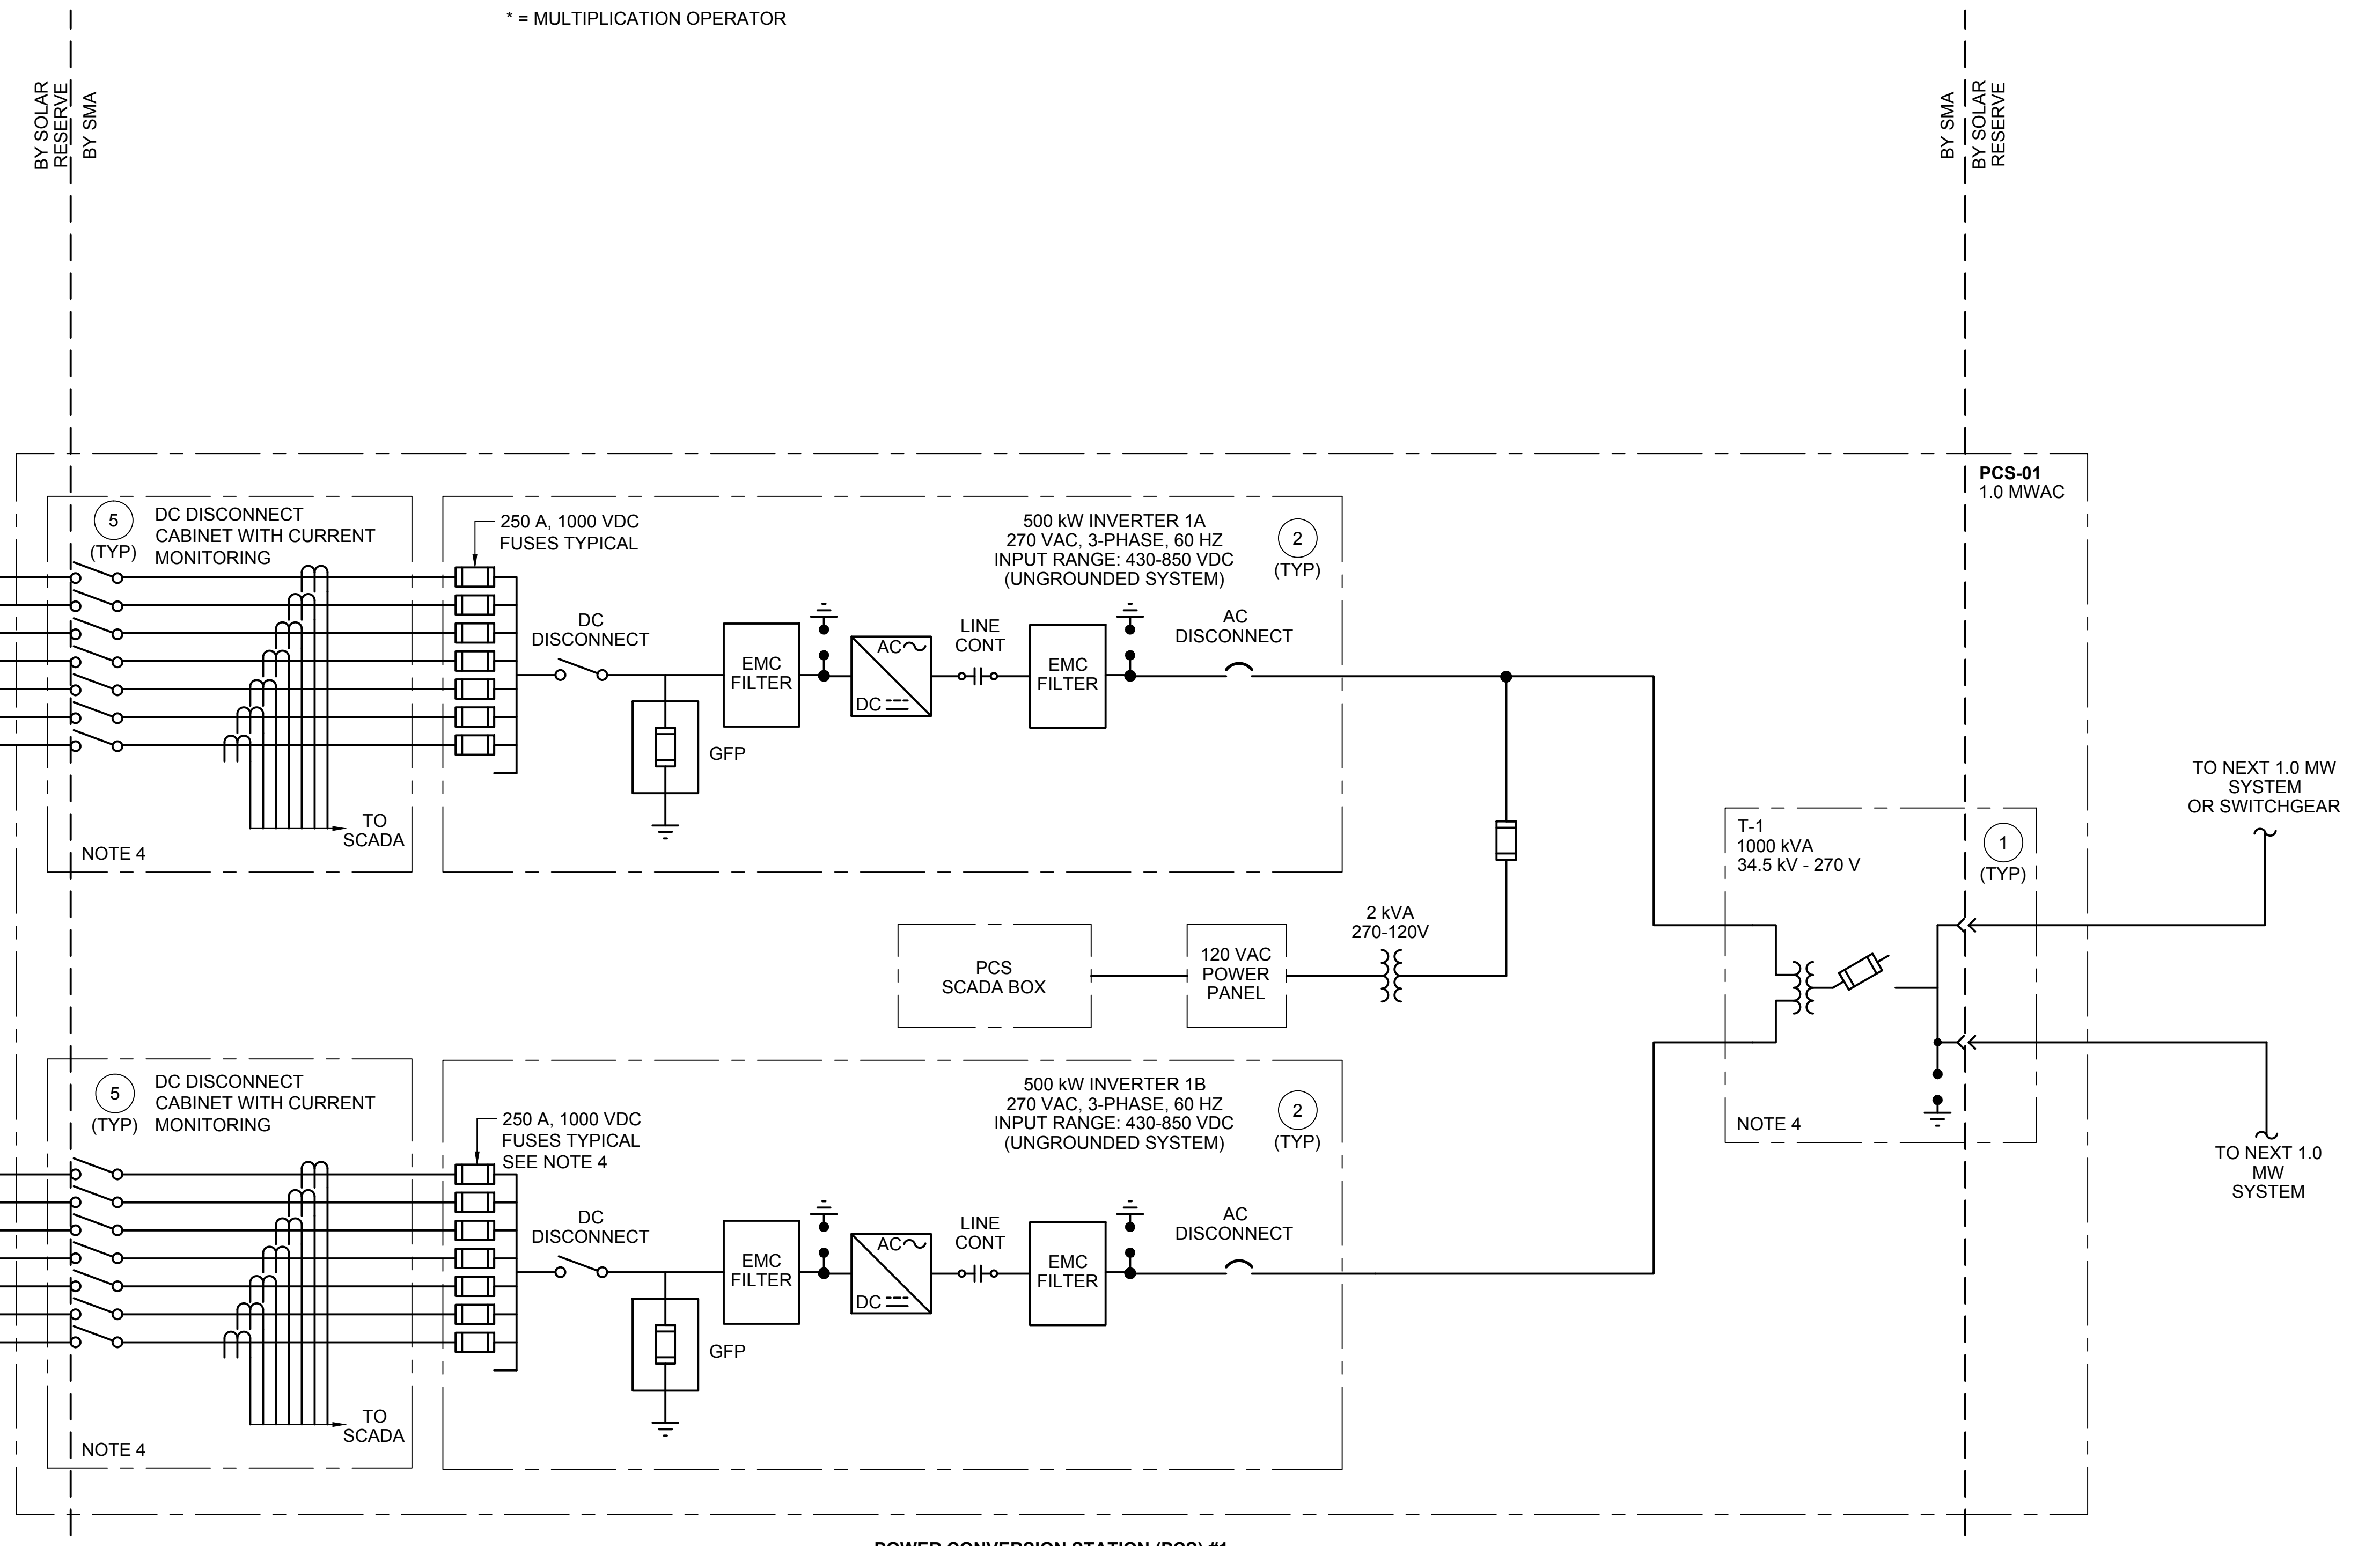 * = MULTIPLICATION OPERATOR
BY SOLAR
RESERVE
BY SMA
BY SMA
BY SOLAR
RESERVE
PCS-01
1.0 MWAC
5
(TYP)
DC DISCONNECT
CABINET WITH CURRENT
MONITORING
250 A, 1000 VDC
FUSES TYPICAL
500 kW INVERTER 1A
270 VAC, 3-PHASE, 60 HZ
INPUT RANGE: 430-850 VDC
(UNGROUNDED SYSTEM)
2
(TYP)
DC
DISCONNECT
EMC
FILTER
AC
DC
LINE
CONT
EMC
FILTER
AC
DISCONNECT
GFP
TO
SCADA
NOTE 4
TO NEXT 1.0 MW
SYSTEM
OR SWITCHGEAR
T-1
1000 kVA
34.5 kV - 270 V
1
(TYP)
2 kVA
270-120V
PCS
SCADA BOX
120 VAC
POWER
PANEL
NOTE 4
TO NEXT 1.0
MW
SYSTEM
5
(TYP)
DC DISCONNECT
CABINET WITH CURRENT
MONITORING
250 A, 1000 VDC
FUSES TYPICAL
SEE NOTE 4
500 kW INVERTER 1B
270 VAC, 3-PHASE, 60 HZ
INPUT RANGE: 430-850 VDC
(UNGROUNDED SYSTEM)
2
(TYP)
DC
DISCONNECT
EMC
FILTER
AC
DC
LINE
CONT
EMC
FILTER
AC
DISCONNECT
GFP
TO
SCADA
NOTE 4
POWER CONVERSION STATION (PCS) #1